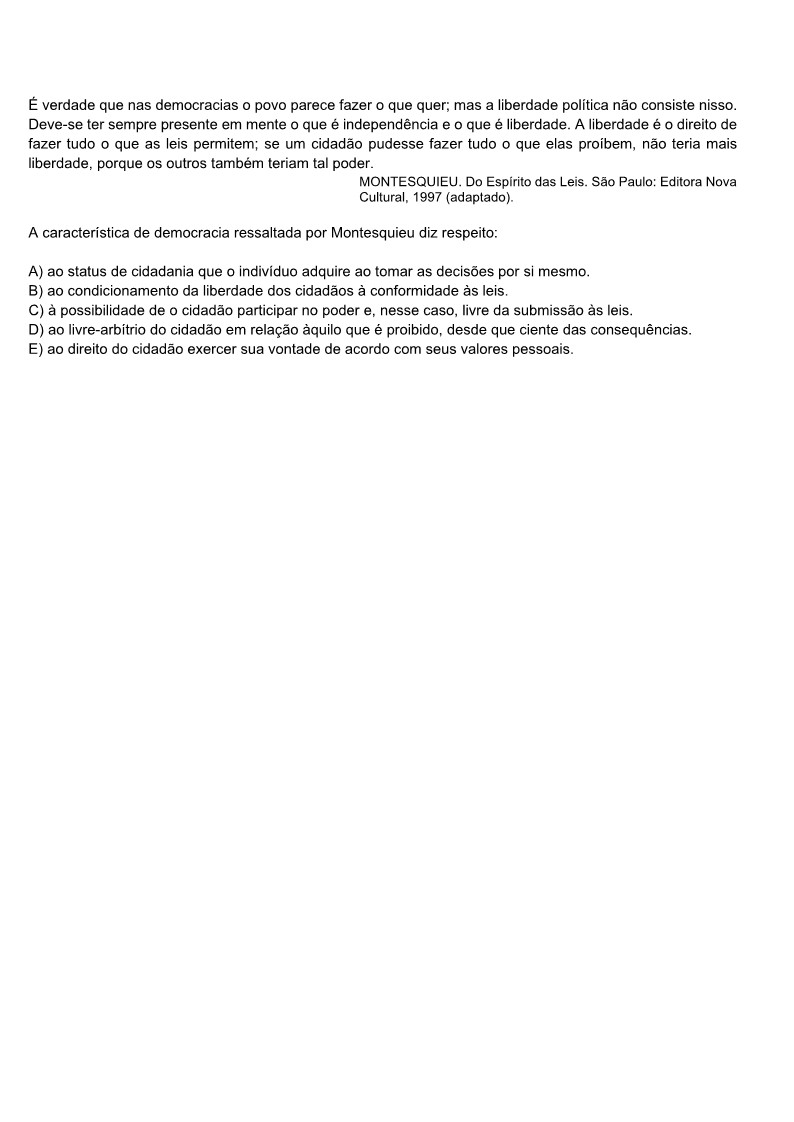 É verdade que nas democracias o povo parece fazer o que quer; mas a liberdade política não consiste nisso.
Deve-se ter sempre presente em mente o que é independência e o que é liberdade. A liberdade é o direito de
fazer tudo o que as leis permitem; se um cidadão pudesse fazer tudo o que elas proíbem, não teria mais
liberdade, porque os outros também teriam tal poder.
MONTESQUIEU. Do Espírito das Leis. São Paulo: Editora Nova
Cultural, 1997 (adaptado).
A característica de democracia ressaltada por Montesquieu diz respeito:
A) ao status de cidadania que o indivíduo adquire ao tomar as decisões por si mesmo.
B) ao condicionamento da liberdade dos cidadãos à conformidade às leis.
C) à possibilidade de o cidadão participar no poder e, nesse caso, livre da submissão às leis.
D) ao livre-arbítrio do cidadão em relação àquilo que é proibido, desde que ciente das consequências.
E) ao direito do cidadão exercer sua vontade de acordo com seus valores pessoais.